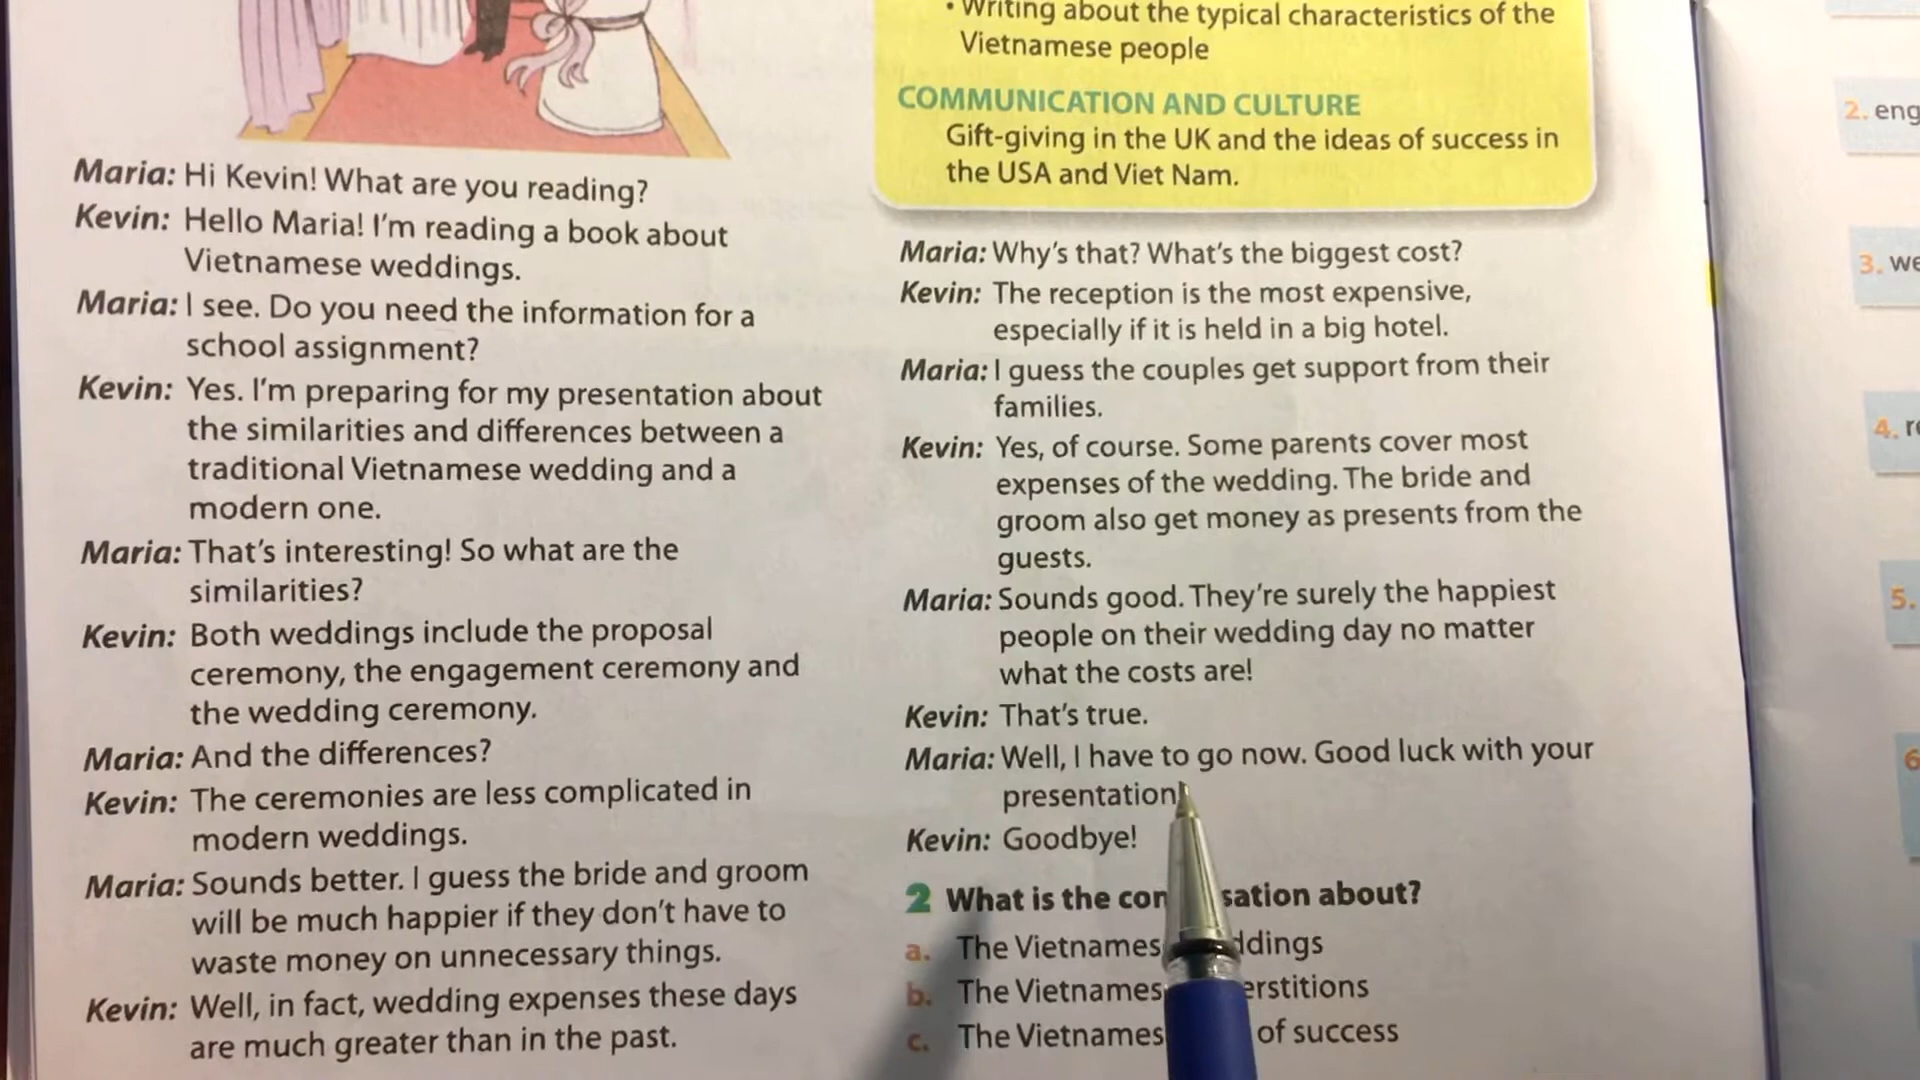 Maria: Hi Kevin! What are you reading?
Kevin: Hello Maria! I'm reading a book about
Vietnamese weddings.
Maria: I see. Do you need the information for a
school assignment?
Kevin: Yes. I'm preparing for my presentation about
the similarities and differences between a
traditional Vietnamese wedding and a
modern one.
Maria: That's interesting! So what are the
similarities?
Kevin: Both weddings include the proposal
ceremony, the engagement ceremony and
the wedding ceremony.
Maria: And the differences?
Kevin: The ceremonies are less complicated in
modern weddings.
Maria: Sounds better. I guess the bride and groom
will be much happier if they don't have to
waste money on unnecessary things.
Kevin: Well, in fact, wedding expenses these days
are much greater than in the past.
• Writing about the typical characteristics of the
Vietnamese people
COMMUNICATION AND CULTURE
Gift-giving in the UK and the ideas of success in
the USA and Viet Nam.
Maria: Why's that? What's the biggest cost?
Kevin: The reception is the most expensive,
especially if it is held in a big hotel.
Maria: I guess the couples get support from their
families.
Kevin: Yes, of course. Some parents cover most
expenses of the wedding. The bride and
groom also get money as presents from the
guests.
Maria: Sounds good. They're surely the happiest
people on their wedding day no matter
what the costs are!
Kevin: That's true.
Maria: Well, I have to go now. Good luck with your
presentation
Kevin: Goodbye!
2 What is the con sation about?
a. The Vietnames ddings
b. The Vietnames erstitions
c. The Vietnames of success
2. eng
3. we
4. re
5.
6